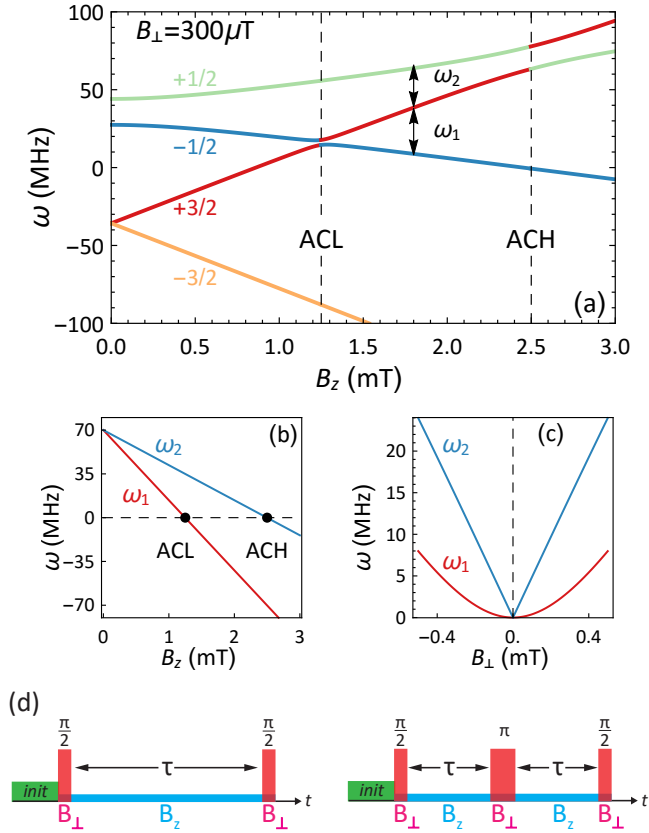 B⊥=300μT
+1/2
−1/2
+3/2
−3/2
ω2
ω1
ACL
ACH
(a)
100
50
0
−50
−100
ω (MHz)
0.0 0.5 1.0 1.5 2.0 2.5 3.0
Bz (mT)
(b)
ω2
ω1
ACL
ACH
70
35
0
−35
−70
ω (MHz)
0 1 2 3
Bz (mT)
(c)
ω2
ω1
20
15
10
5
0
ω (MHz)
−0.4 0. 0.4
B⊥ (mT)
(d)
π/2 π/2
τ
init
t
B⊥ Bz B⊥
π/2 π π/2
τ τ
init
t
B⊥ Bz B⊥ Bz B⊥